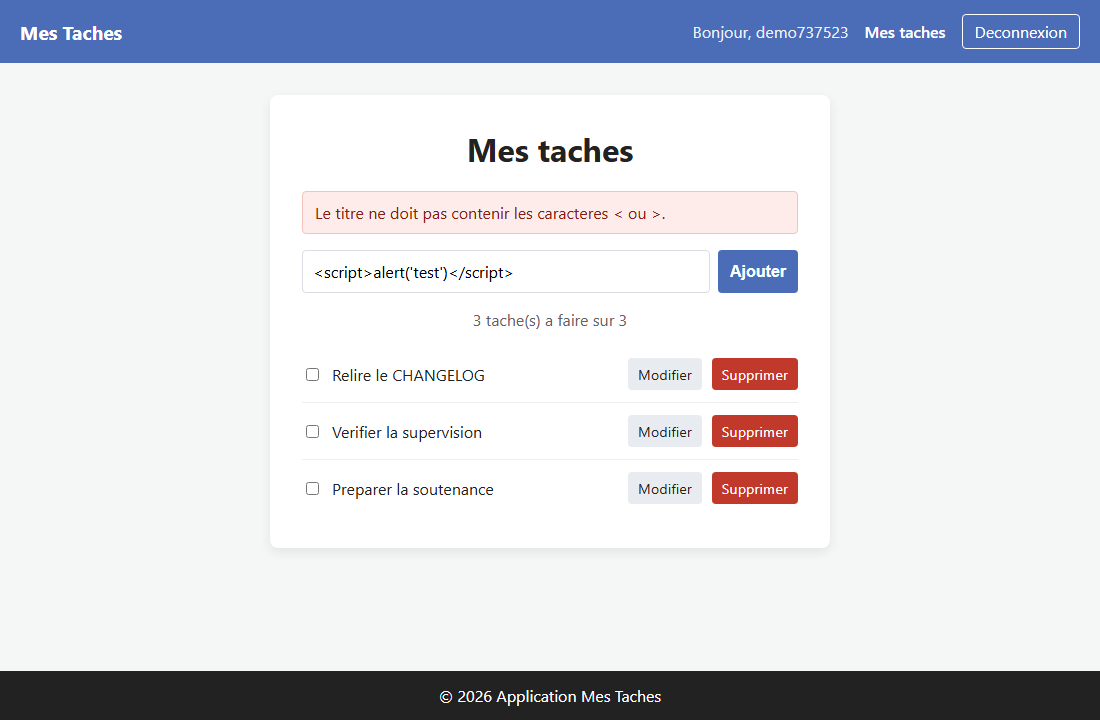 Mes Taches
Bonjour, demo737523 Mes taches Deconnexion
Mes taches
Le titre ne doit pas contenir les caracteres < ou >.
<script>alert('test')</script> Ajouter
3 tache(s) a faire sur 3
Relire le CHANGELOG Modifier Supprimer
Verifier la supervision Modifier Supprimer
Preparer la soutenance Modifier Supprimer
© 2026 Application Mes Taches